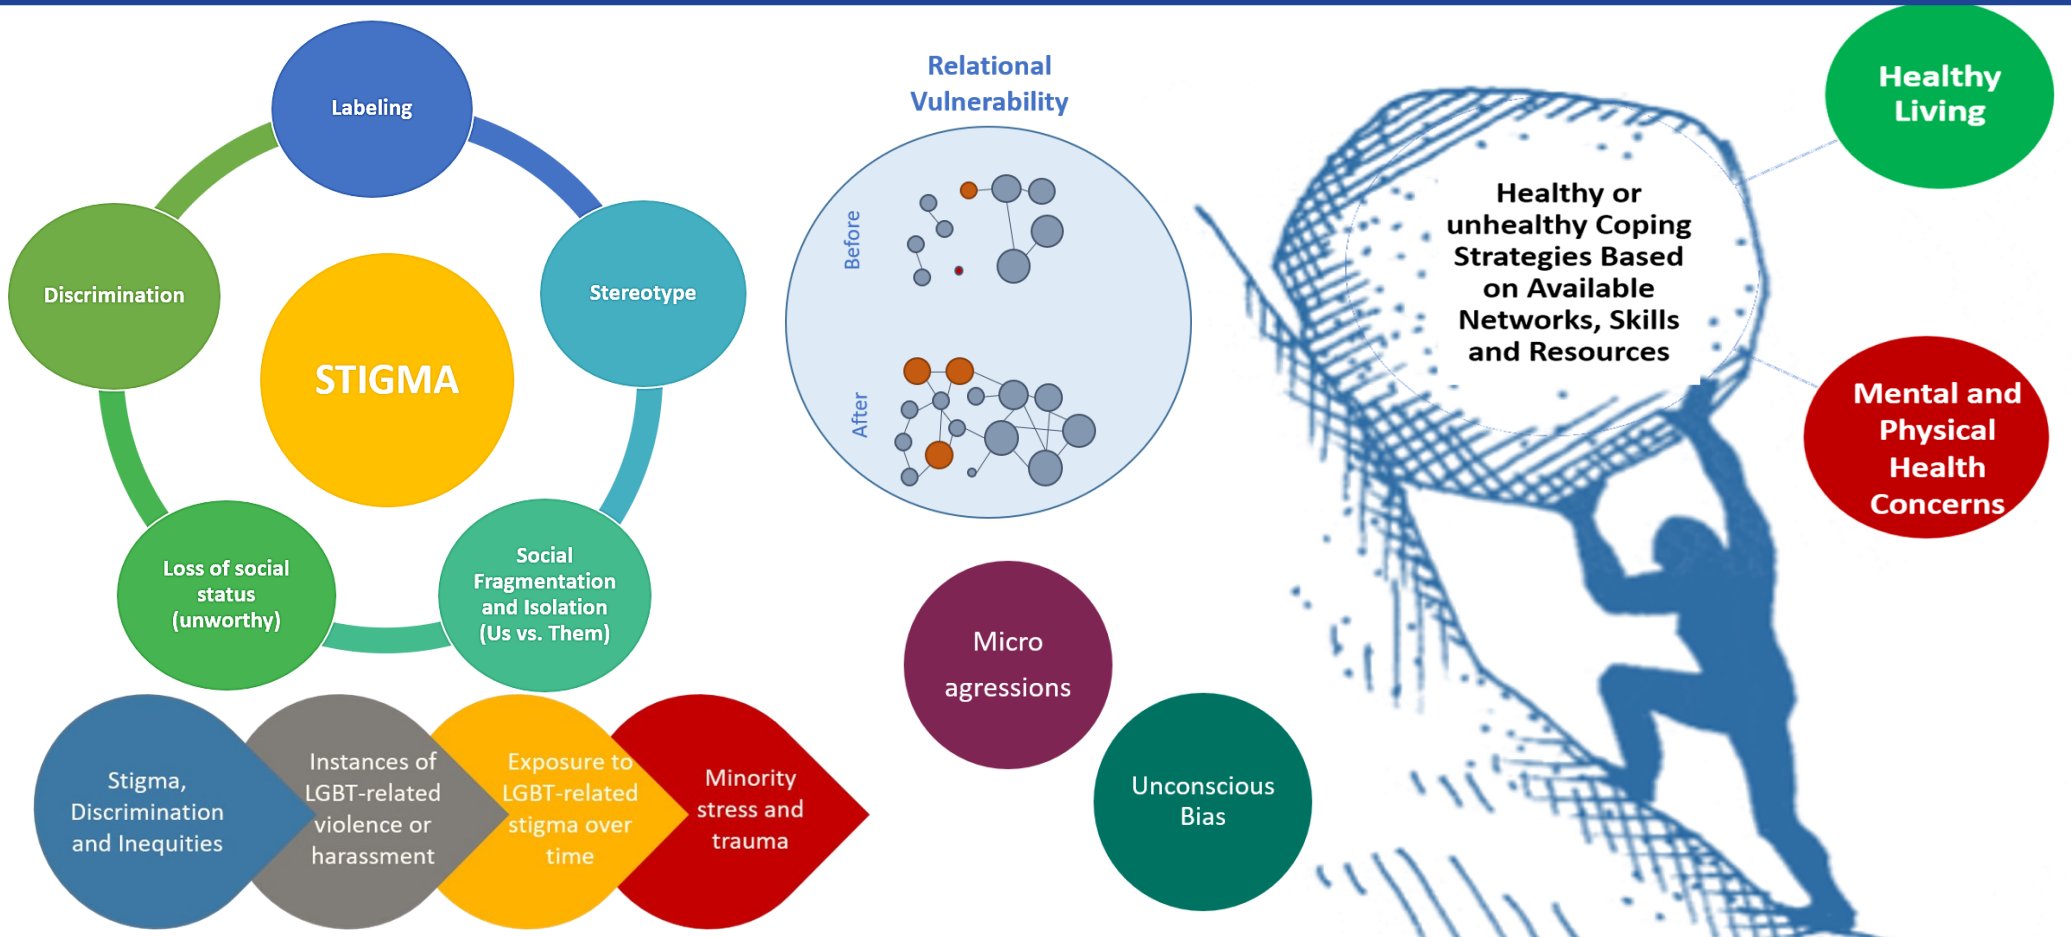 Labeling
Stereotype
Social
Fragmentation
and Isolation
(Us vs. Them)
Loss of social
status
(unworthy)
Discrimination
STIGMA
Stigma,
Discrimination
and Inequities
Instances of
LGBT-related
violence or
harassment
Exposure to
LGBT-related
stigma over
time
Minority
stress and
trauma
Relational
Vulnerability
Before
After
Micro
agressions
Unconscious
Bias
Healthy or
unhealthy Coping
Strategies Based
on Available
Networks, Skills
and Resources
Healthy
Living
Mental and
Physical
Health
Concerns